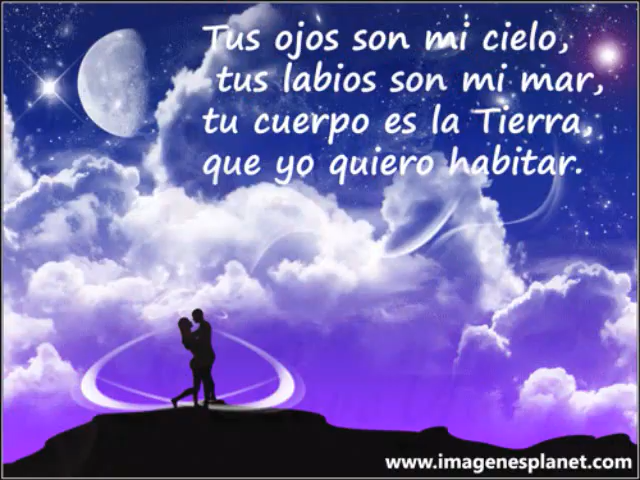 Tus ojos son mi cielo,
tus labios son mi mar,
tu cuerpo es la Tierra,
que yo quiero habitar.
www.imagenesplanet.com